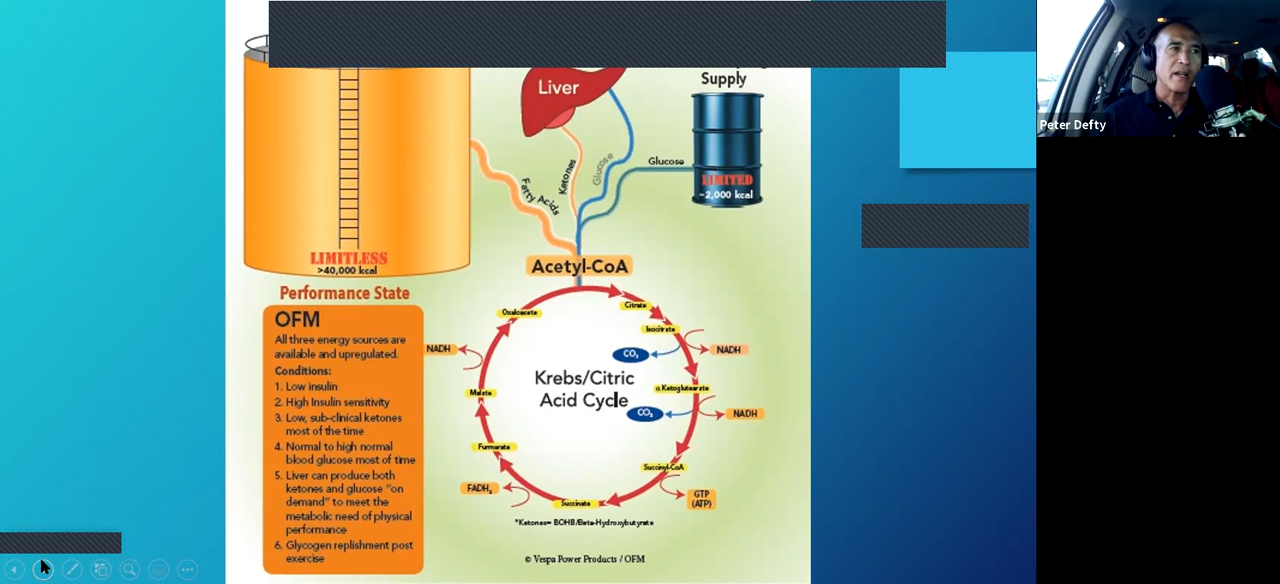 Supply
Liver
Ketones
Glucose
Glucose
LIMITED
~2,000 kcal
Fatty Acids
LIMITLESS
>40,000 kcal
Acetyl-CoA
Performance State
OFM
All three energy sources are
available and upregulated.
Conditions:
1. Low insulin
2. High Insulin sensitivity
3. Low, sub-clinical ketones
most of the time
4. Normal to high normal
blood glucose most of time
5. Liver can produce both
ketones and glucose "on
demand" to meet the
metabolic need of physical
performance
6. Glycogen replishment post
exercise
Oxaloacete
Citrate
Isocitrate
NADH
CO₂
NADH
Krebs/Citric
Acid Cycle
α Ketogluterate
Malate
CO₂
NADH
Fumarate
Succinyl-CoA
FADH₂
GTP
(ATP)
Succinate
*Ketones= BOHB/Beta-Hydroxybutyrate
© Vespa Power Products / OFM
Peter Defty